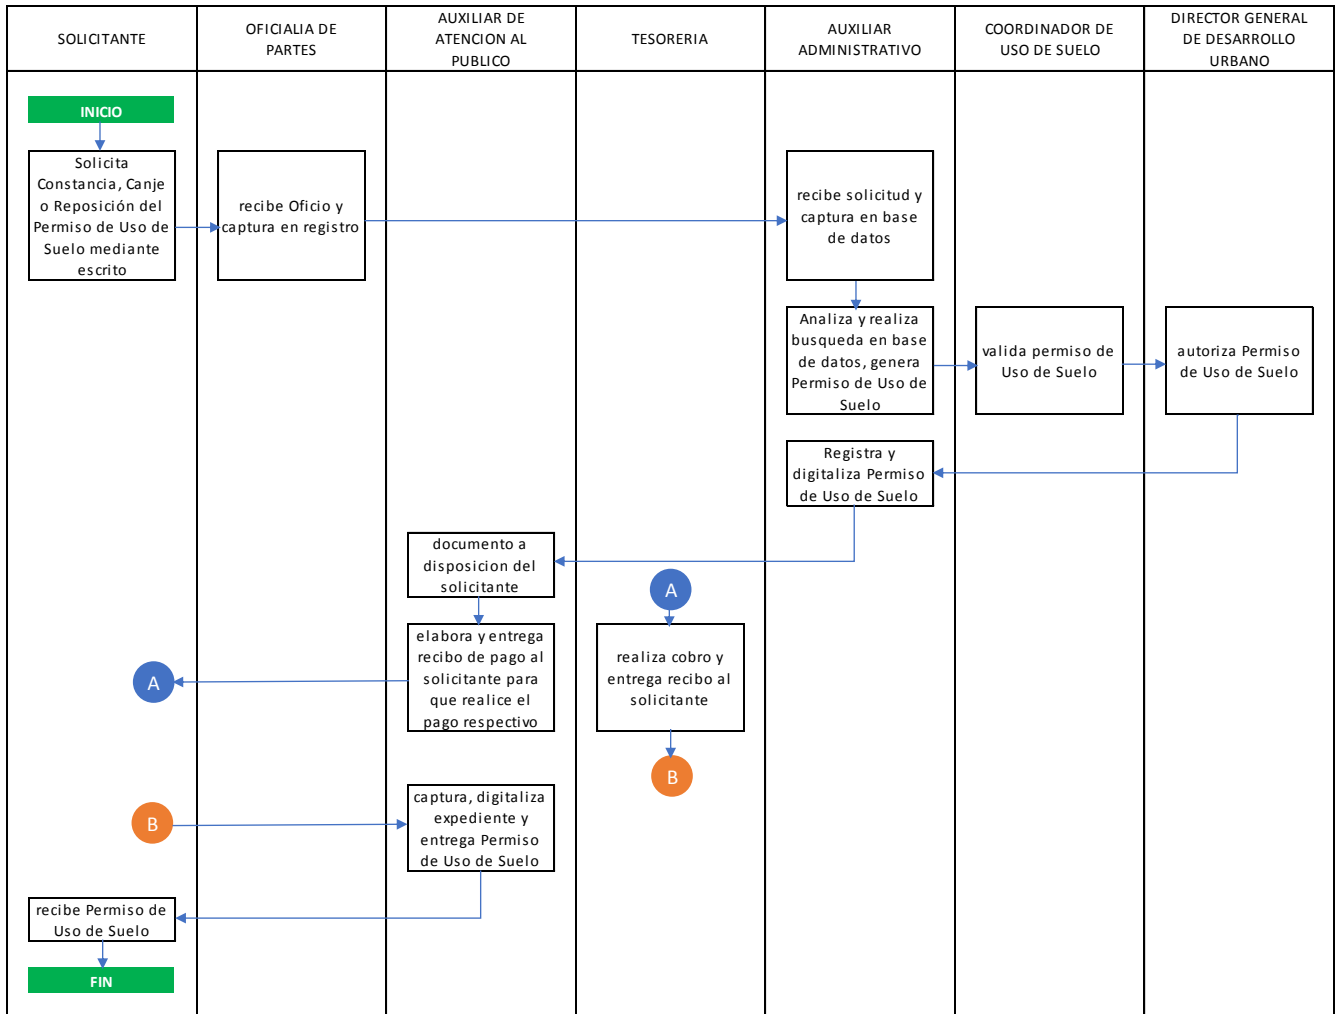 SOLICITANTE
OFICIALIA DE
PARTES
AUXILIAR DE
ATENCION AL
PUBLICO
TESORERIA
AUXILIAR
ADMINISTRATIVO
COORDINADOR DE
USO DE SUELO
DIRECTOR GENERAL
DE DESARROLLO
URBANO
INICIO
Solicita
Constancia, Canje
o Reposición del
Permiso de Uso de
Suelo mediante
escrito
recibe Oficio y
captura en registro
recibe solicitud y
captura en base
de datos
Analiza y realiza
busqueda en base
de datos, genera
Permiso de Uso de
Suelo
valida permiso de
Uso de Suelo
autoriza Permiso
de Uso de Suelo
Registra y
digitaliza Permiso
de Uso de Suelo
documento a
disposicion del
solicitante
A
elabora y entrega
recibo de pago al
solicitante para
que realice el
pago respectivo
realiza cobro y
entrega recibo al
solicitante
A
B
B
captura, digitaliza
expediente y
entrega Permiso
de Uso de Suelo
recibe Permiso de
Uso de Suelo
FIN